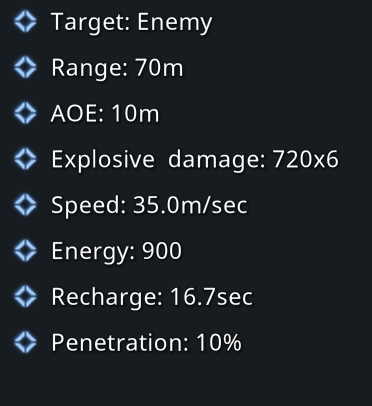 Target: Enemy
Range: 70m
AOE: 10m
Explosive  damage: 720x6
Speed: 35.0m/sec
Energy: 900
Recharge: 16.7sec
Penetration: 10%